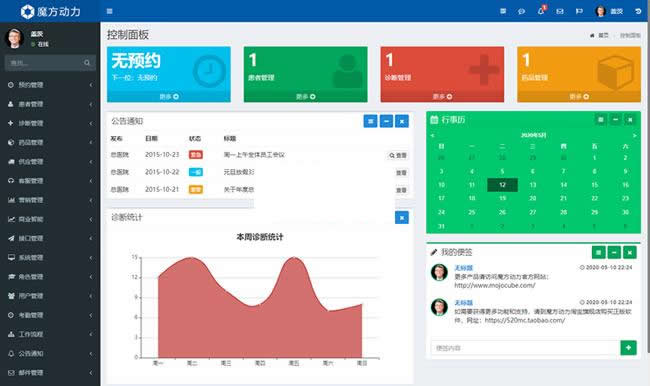 魔方动力
1
盖茨
控制面板
首页 > 控制面板
盖茨
在线
查找...
预约管理
患者管理
诊断管理
药品管理
供应管理
客服管理
营销管理
商业智能
接口管理
系统管理
角色管理
用户管理
考勤管理
工作流程
公告通知
邮件管理
无预约
下一位：无预约
更多
1
患者管理
更多
1
诊断管理
更多
1
药品管理
更多
公告通知
发布 日期 状态 标题
总医院 2015-10-23 紧急 周一上午全体员工会议 查看
总医院 2015-10-22 一般 元旦放假3 查看
总医院 2015-10-21 重要 关于年度总 查看
诊断统计
本周诊断统计
15
12
9
6
3
0
周一 周二 周三 周四 周五 周六 周日
行事历
< 2020年5月 >
日 一 二 三 四 五 六
26 27 28 29 30 1 2
3 4 5 6 7 8 9
10 11 12 13 14 15 16
17 18 19 20 21 22 23
24 25 26 27 28 29 30
31 1 2 3 4 5 6
我的便签
无标题 2020-05-10 22:24
更多产品请访问魔方动力官方网站：
http://www.mojocube.com/
无标题 2020-05-10 22:24
如需要获得更多功能和支持，请到魔方动力淘宝旗舰店购买正版软
件，网址：https://520mc.taobao.com/
便签内容